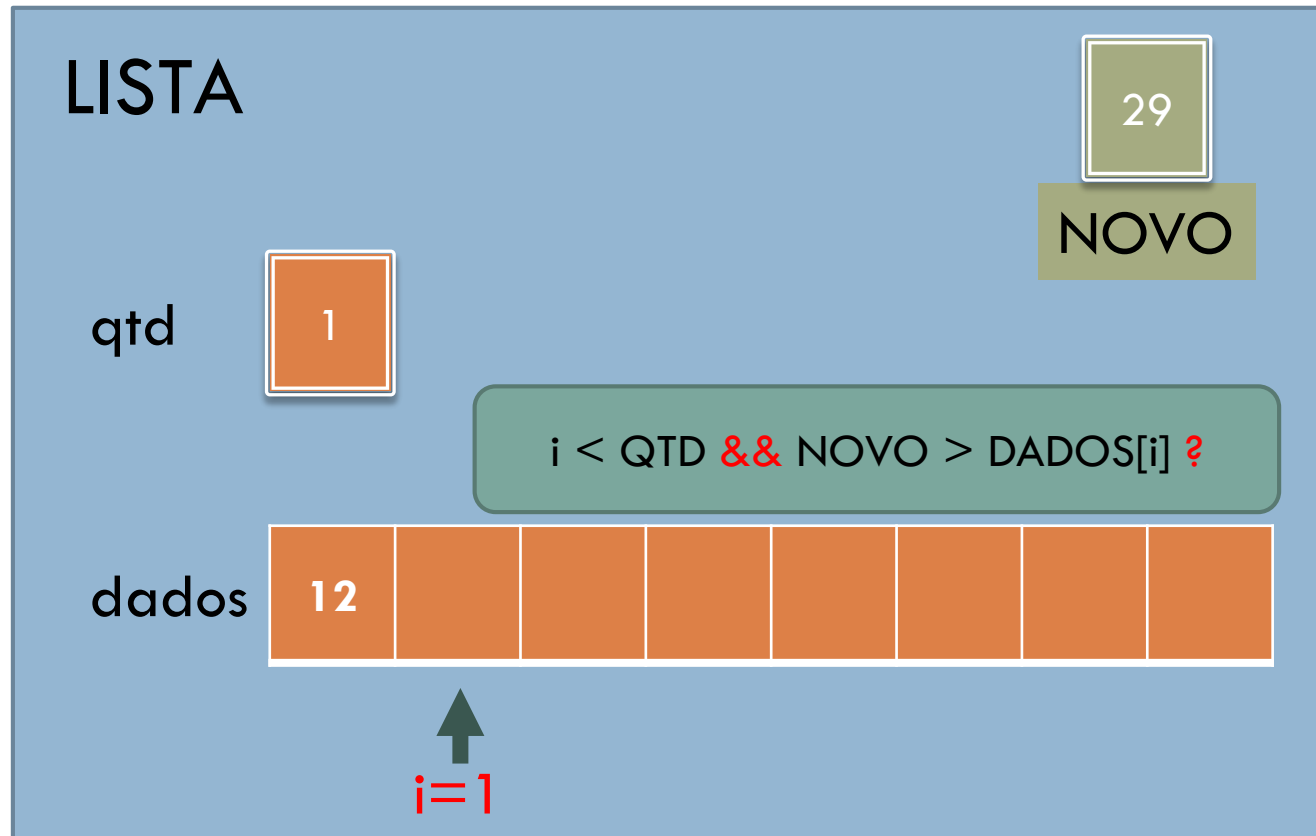 LISTA
29
NOVO
qtd
1
i < QTD && NOVO > DADOS[i] ?
dados
12
i=1